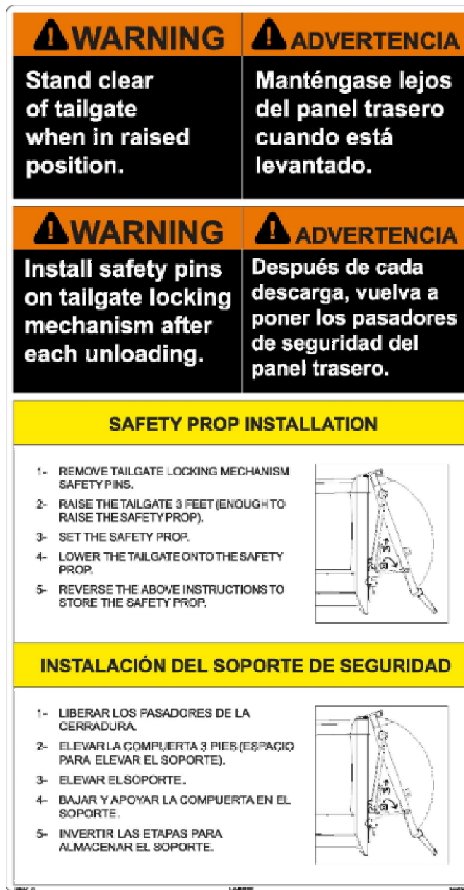 WARNING
Stand clear
of tailgate
when in raised
position.
ADVERTENCIA
Manténgase lejos
del panel trasero
cuando está
levantado.
WARNING
Install safety pins
on tailgate locking
mechanism after
each unloading.
ADVERTENCIA
Después de cada
descarga, vuelva a
poner los pasadores
de seguridad del
panel trasero.
SAFETY PROP INSTALLATION
1- REMOVE TAILGATE LOCKING MECHANISM
SAFETY PINS.
2- RAISE THE TAILGATE 3 FEET (ENOUGH TO
RAISE THE SAFETY PROP).
3- SET THE SAFETY PROP.
4- LOWER THE TAILGATE ONTO THE SAFETY
PROP.
5- REVERSE THE ABOVE INSTRUCTIONS TO
STORE THE SAFETY PROP.
INSTALACIÓN DEL SOPORTE DE SEGURIDAD
1- LIBERAR LOS PASADORES DE LA
CERRADURA.
2- ELEVAR LA COMPUERTA 3 PIES (ESPACIO
PARA ELEVAR EL SOPORTE).
3- ELEVAR EL SOPORTE.
4- BAJAR Y APOYAR LA COMPUERTA EN EL
SOPORTE.
5- INVERTIR LAS ETAPAS PARA
ALMACENAR EL SOPORTE.